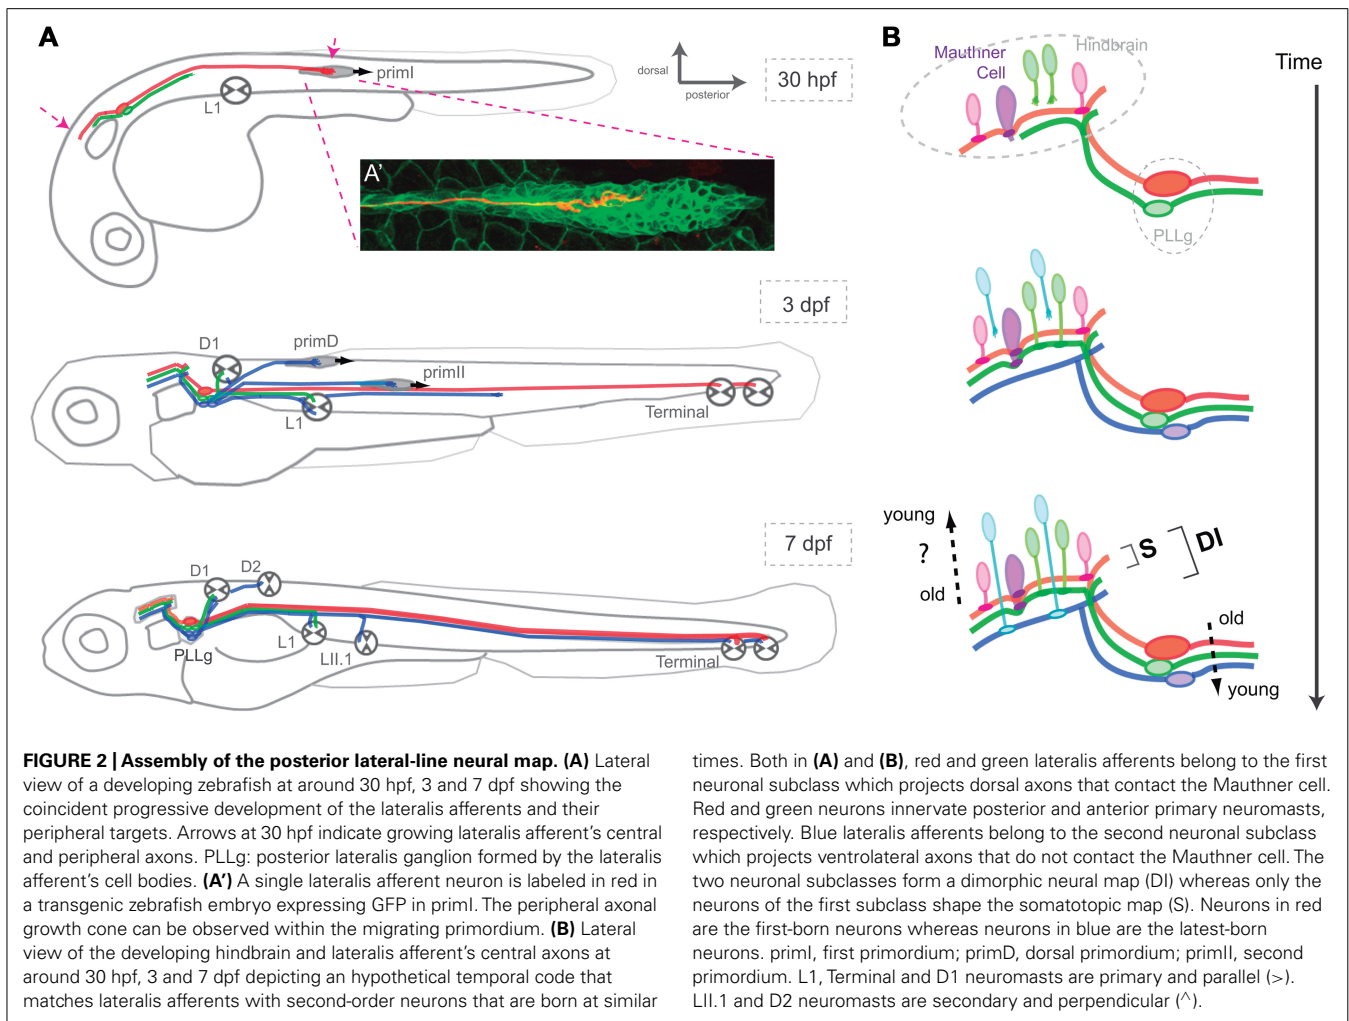 A
primI
L1
dorsal
posterior
30 hpf
A'
3 dpf
D1
primD
primII
L1
Terminal
7 dpf
D1
D2
PLLg
L1
LII.1
Terminal
B
Mauthner
Cell
Hindbrain
Time
PLLg
young
?
old
S
DI
old
young
FIGURE 2 | Assembly of the posterior lateral-line neural map. (A) Lateral
view of a developing zebrafish at around 30 hpf, 3 and 7 dpf showing the
coincident progressive development of the lateralis afferents and their
peripheral targets. Arrows at 30 hpf indicate growing lateralis afferent's central
and peripheral axons. PLLg: posterior lateralis ganglion formed by the lateralis
afferent's cell bodies. (A') A single lateralis afferent neuron is labeled in red in
a transgenic zebrafish embryo expressing GFP in primI. The peripheral axonal
growth cone can be observed within the migrating primordium. (B) Lateral
view of the developing hindbrain and lateralis afferent's central axons at
around 30 hpf, 3 and 7 dpf depicting an hypothetical temporal code that
matches lateralis afferents with second-order neurons that are born at similar
times. Both in (A) and (B), red and green lateralis afferents belong to the first
neuronal subclass which projects dorsal axons that contact the Mauthner cell.
Red and green neurons innervate posterior and anterior primary neuromasts,
respectively. Blue lateralis afferents belong to the second neuronal subclass
which projects ventrolateral axons that do not contact the Mauthner cell. The
two neuronal subclasses form a dimorphic neural map (DI) whereas only the
neurons of the first subclass shape the somatotopic map (S). Neurons in red
are the first-born neurons whereas neurons in blue are the latest-born
neurons. primI, first primordium; primD, dorsal primordium; primII, second
primordium. L1, Terminal and D1 neuromasts are primary and parallel (>).
LII.1 and D2 neuromasts are secondary and perpendicular (^).